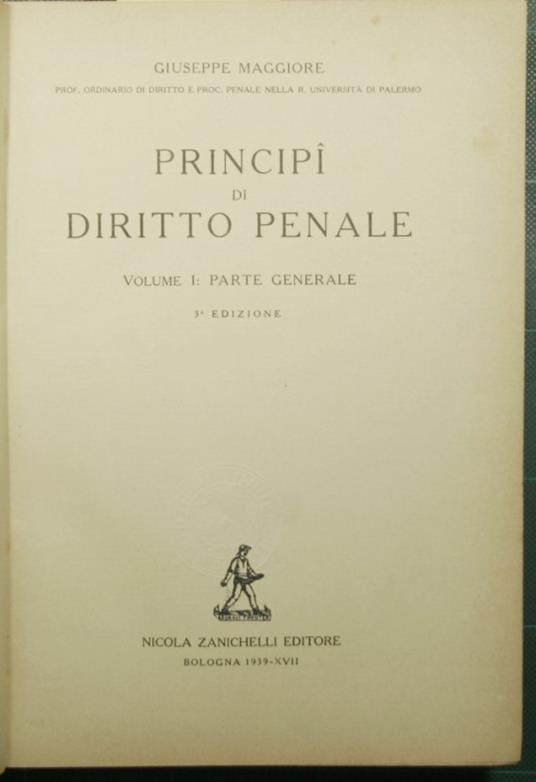 GIUSEPPE MAGGIORE
PROF. ORDINARIO DI DIRITTO E PROC. PENALE NELLA R. UNIVERSITÀ DI PALERMO
PRINCIPÎ
DI
DIRITTO PENALE
VOLUME I: PARTE GENERALE
3ª EDIZIONE
NICOLA ZANICHELLI EDITORE
BOLOGNA 1939-XVII